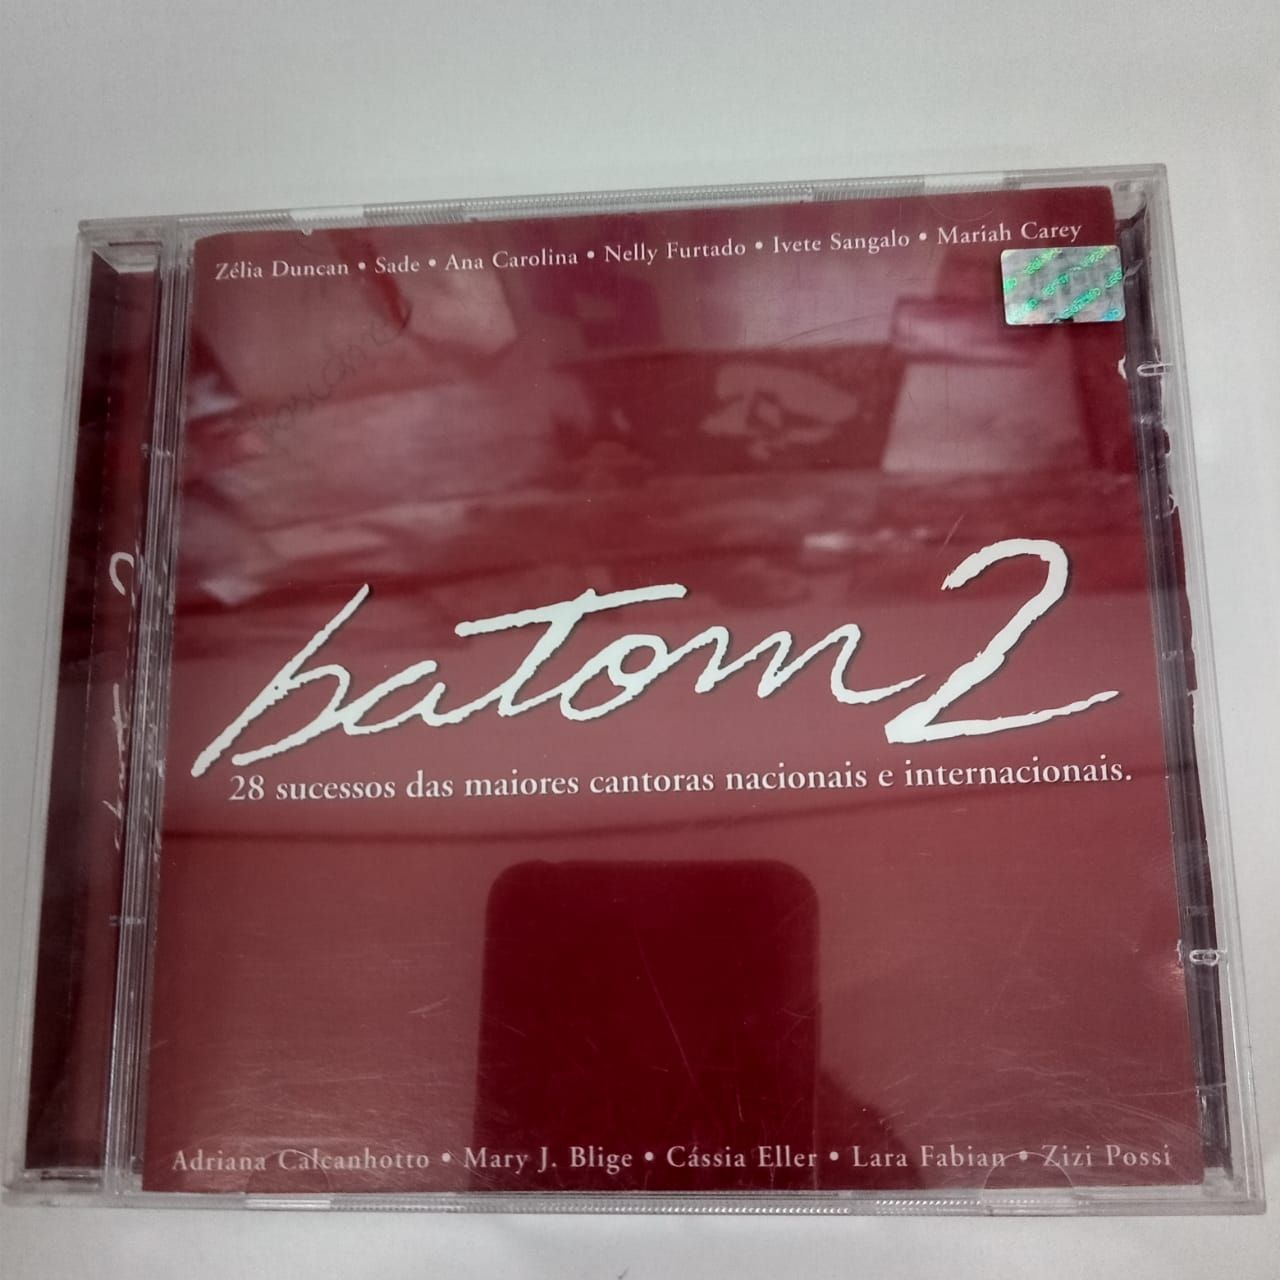 Zélia Duncan • Sade • Ana Carolina • Nelly Furtado • Ivete Sangalo • Mariah Carey
batom 2
28 sucessos das maiores cantoras nacionais e internacionais.
Adriana Calcanhotto • Mary J. Blige • Cássia Eller • Lara Fabian • Zizi Possi